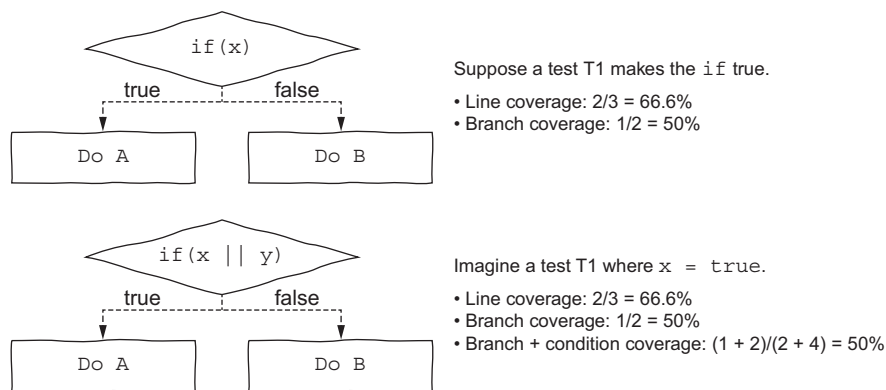 if(x)
true false
Do A
Do B
Suppose a test T1 makes the if true.
• Line coverage: 2/3 = 66.6%
• Branch coverage: 1/2 = 50%
if(x || y)
true false
Do A
Do B
Imagine a test T1 where x = true.
• Line coverage: 2/3 = 66.6%
• Branch coverage: 1/2 = 50%
• Branch + condition coverage: (1 + 2)/(2 + 4) = 50%